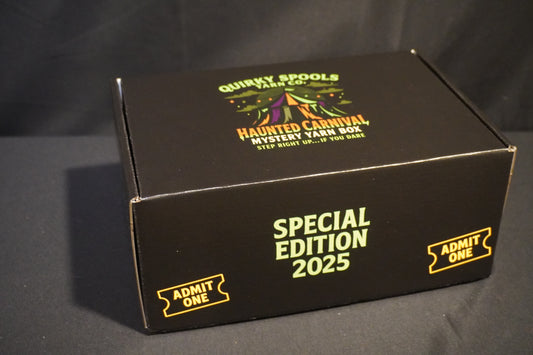 QUIRKY SPOOLS
YARN CO.
HAUNTED CARNIVAL
MYSTERY YARN BOX
STEP RIGHT UP...IF YOU DARE
SPECIAL
EDITION
2025
ADMIT
ONE
ADMIT
ONE